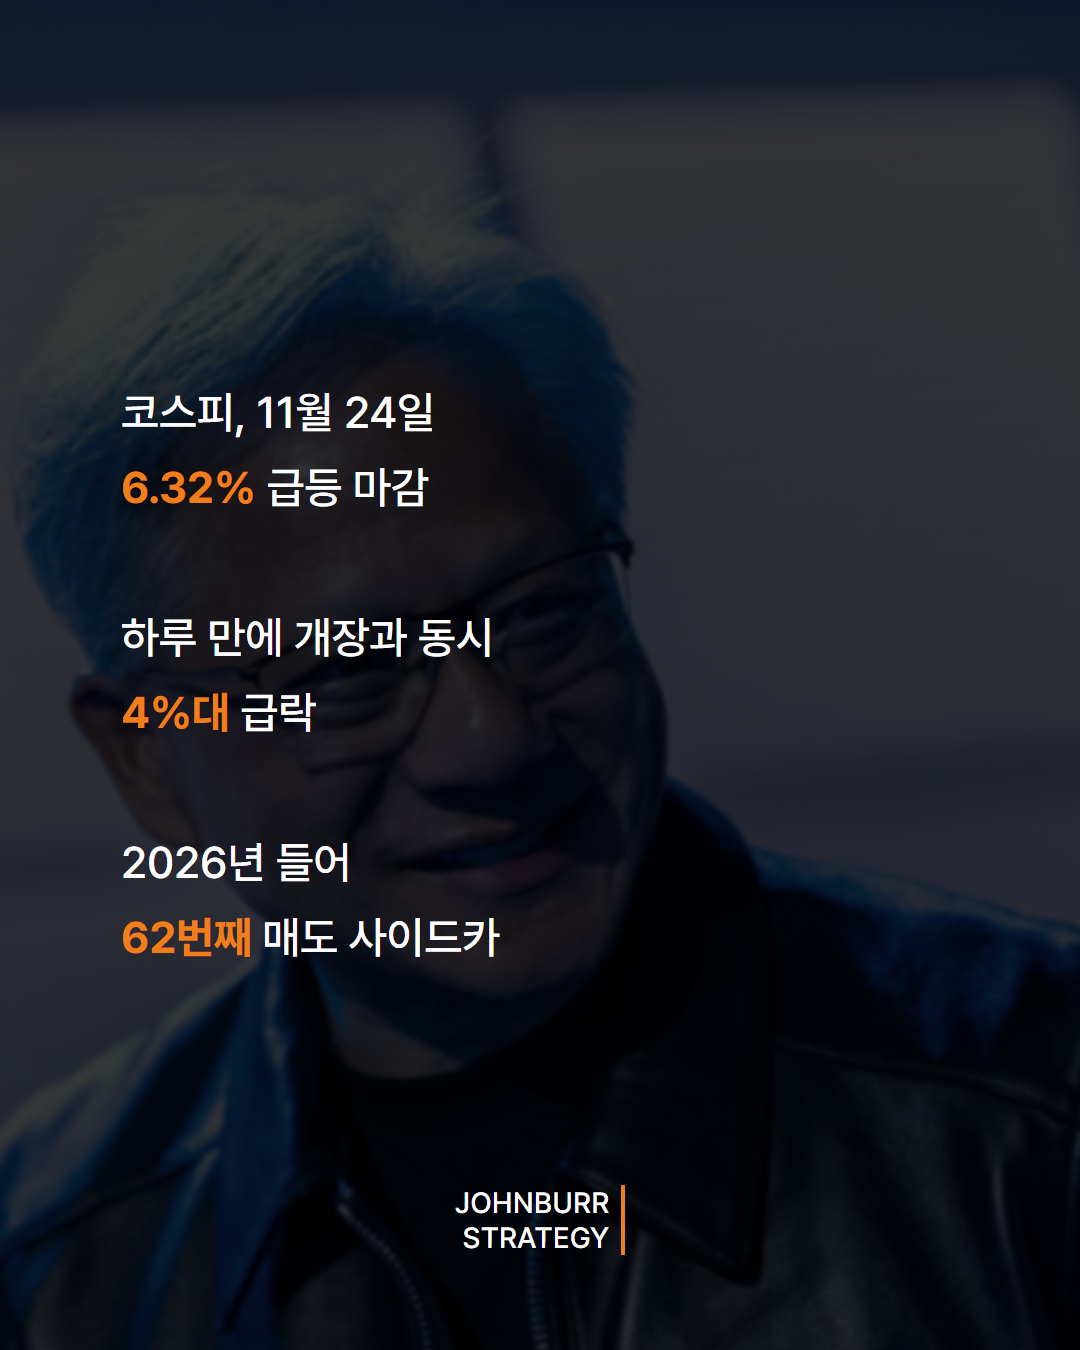 코스피, 11월 24일
6.32% 급등 마감
하루 만에 개장과 동시
4%대 급락
2026년 들어
62번째 매도 사이드카
JOHNBURR
STRATEGY